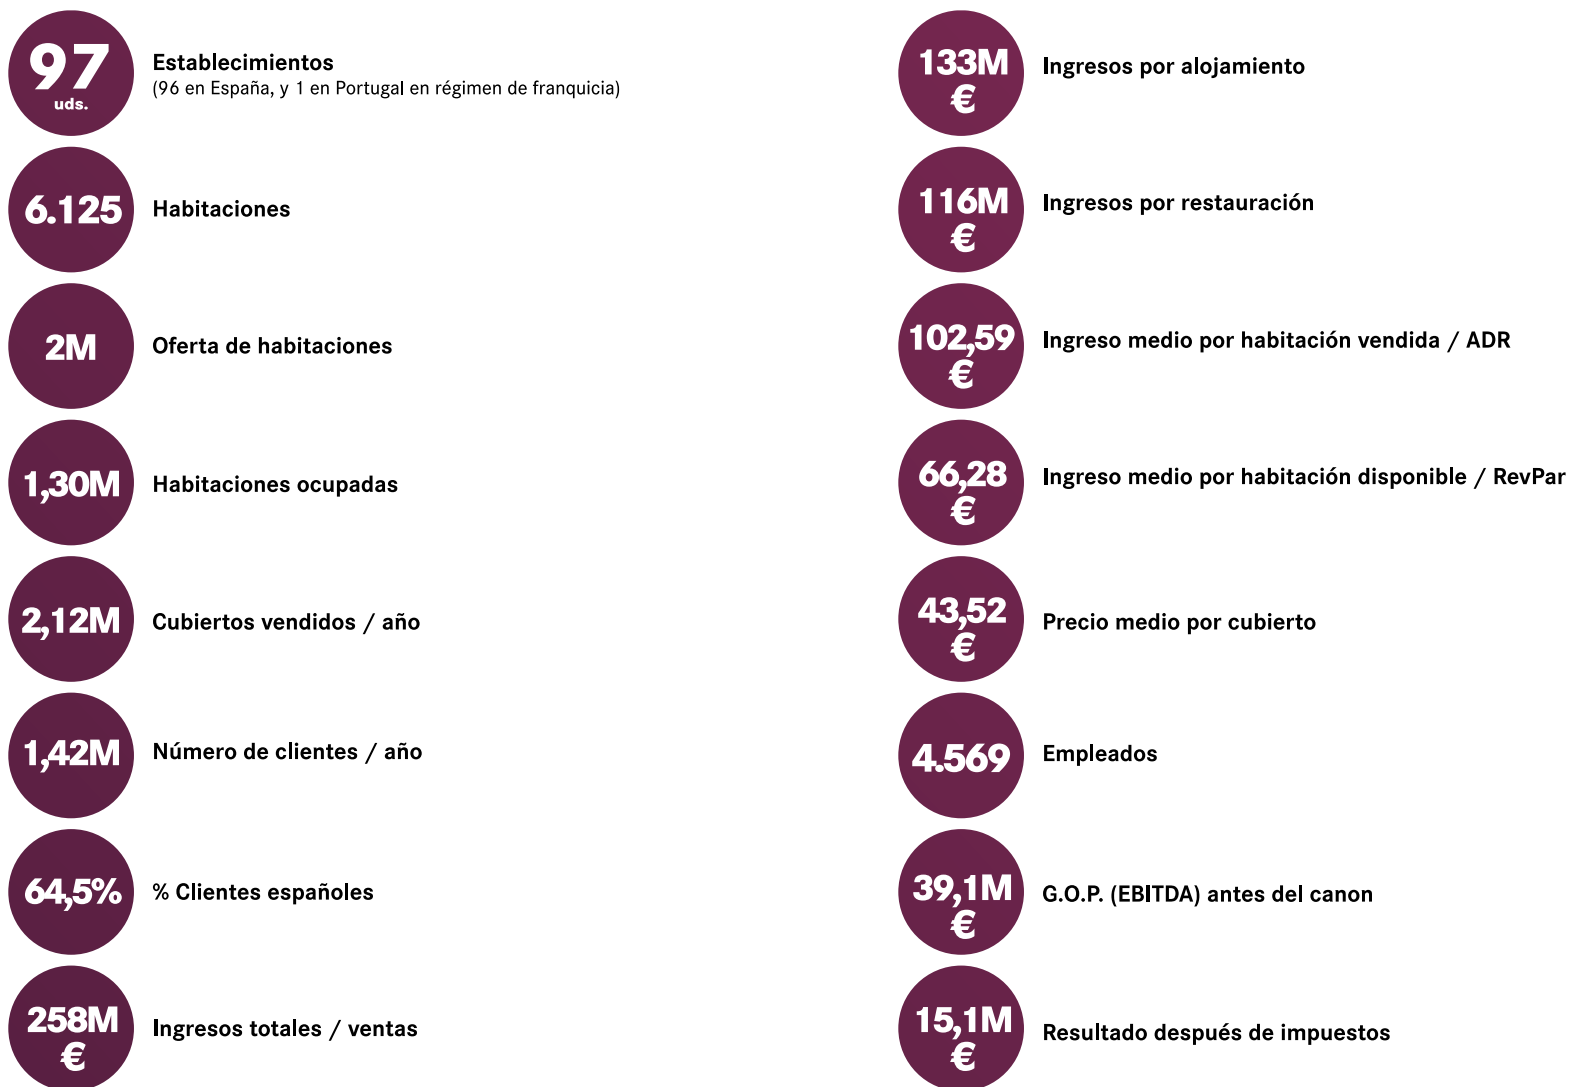 97
uds.
Establecimientos
(96 en España, y 1 en Portugal en régimen de franquicia)
6.125
Habitaciones
2M
Oferta de habitaciones
1,30M
Habitaciones ocupadas
2,12M
Cubiertos vendidos / año
1,42M
Número de clientes / año
64,5%
% Clientes españoles
258M
€
Ingresos totales / ventas
133M
€
Ingresos por alojamiento
116M
€
Ingresos por restauración
102,59
€
Ingreso medio por habitación vendida / ADR
66,28
€
Ingreso medio por habitación disponible / RevPar
43,52
€
Precio medio por cubierto
4.569
Empleados
39,1M
€
G.O.P. (EBITDA) antes del canon
15,1M
€
Resultado después de impuestos